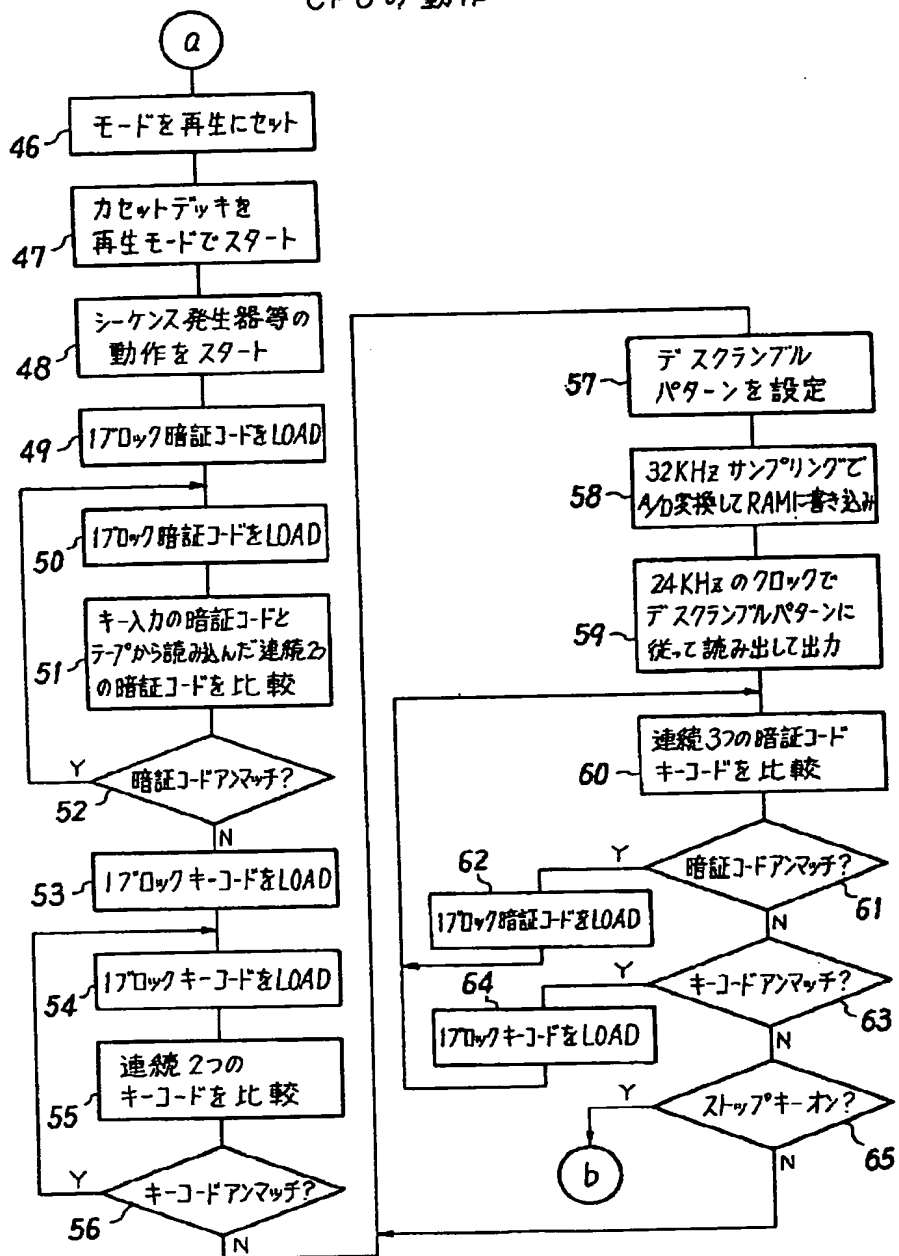 CPUの動作
a
46
モードを再生にセット
47
カセットデッキを
再生モードでスタート
48
シーケンス発生器等の
動作をスタート
49
1ブロック暗証コードをLOAD
50
1ブロック暗証コードをLOAD
51
キー入力の暗証コードと
テープから読み込んだ連続2つ
の暗証コードを比較
52
暗証コードアンマッチ?
Y
N
53
1ブロックキーコードをLOAD
54
1ブロックキーコードをLOAD
55
連続2つの
キーコードを比較
56
キーコードアンマッチ?
Y
N
57
デスクランブル
パターンを設定
58
32KHzサンプリングで
A/D変換してRAMに書き込み
59
24KHzのクロックで
デスクランブルパターンに
従って読み出して出力
60
連続3つの暗証コード
キーコードを比較
61
暗証コードアンマッチ?
Y
N
62
1ブロック暗証コードをLOAD
63
キーコードアンマッチ?
Y
N
64
1ブロックキーコードをLOAD
65
ストップキーオン?
Y
N
b